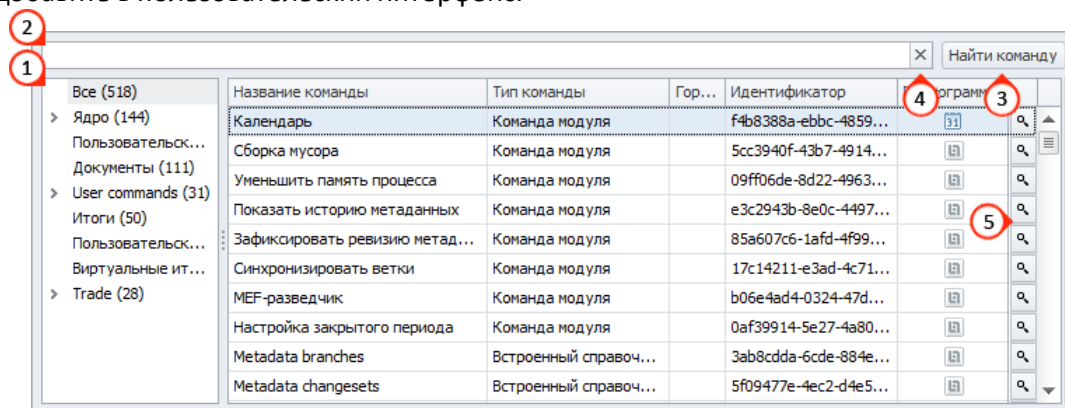 добавить в пользовательский интерфейс.
2
Найти команду
1
4
3
Все (518)
Ядро (144)
Пользовательск...
Документы (111)
User commands (31)
Итоги (50)
Пользовательск...
Виртуальные ит...
Trade (28)
Название команды Тип команды Гор... Идентификатор
Календарь Команда модуля f4b8388a-ebbc-4859... 31
Сборка мусора Команда модуля 5cc3940f-43b7-4914...
Уменьшить память процесса Команда модуля 09ff06de-8d22-4963...
Показать историю метаданных Команда модуля e3c2943b-8e0c-4497...
5
Зафиксировать ревизию метад... Команда модуля 85a607c6-1afd-4f99...
Синхронизировать ветки Команда модуля 17c14211-e3ad-4c71...
MEF-разведчик Команда модуля b06e4ad4-0324-47d...
Настройка закрытого периода Команда модуля 0af39914-5e27-4a80...
Metadata branches Встроенный справоч... 3ab8cdda-6cde-884e...
Metadata changesets Встроенный справоч... 5f09477e-4ec2-d4e5...